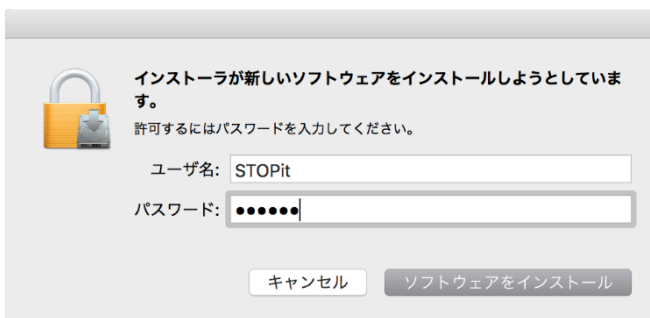 インストーラが新しいソフトウェアをインストールしようとしていま
す。
許可するにはパスワードを入力してください。
ユーザ名: STOPit
パスワード: ●●●●●●
キャンセル ソフトウェアをインストール